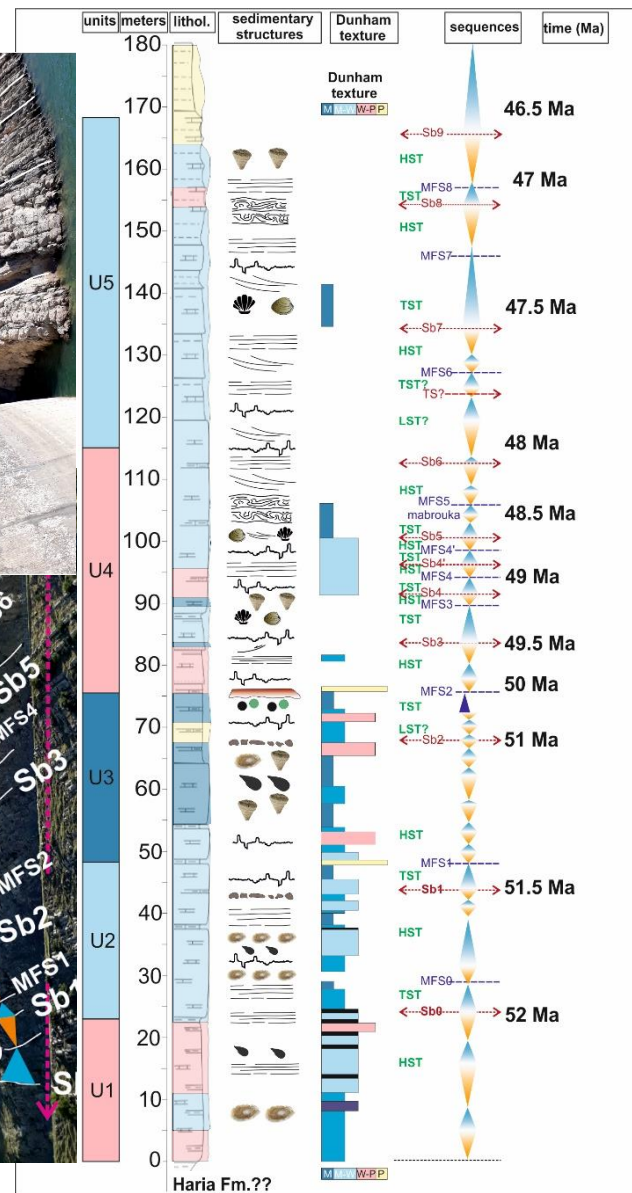 units
meters
lithol.
sedimentary
structures
Dunham
texture
sequences
time (Ma)
Dunham
texture
M M-W W-P P
180
170
160
150
140
130
120
110
100
90
80
70
60
50
40
30
20
10
0
U5
U4
U3
U2
U1
46.5 Ma
Sb9
HST
47 Ma
MFS8
TST
Sb8
HST
MFS7
TST
47.5 Ma
Sb7
HST
MFS6
TST?
TS?
LST?
48 Ma
Sb6
HST
MFS5
mabrouka
48.5 Ma
TST
Sb5
HST
MFS4'
TST
Sb4'
HST
MFS4
49 Ma
TST
Sb4
HST
MFS3
TST
Sb3
49.5 Ma
HST
50 Ma
MFS2
TST
LST?
Sb2
51 Ma
HST
MFS1
TST
Sb1
51.5 Ma
HST
MFS0
TST
Sb0
52 Ma
HST
M M-W W-P P
Haria Fm.??
Sb5
MFS4
Sb3
MFS2
Sb2
MFS1
Sb1